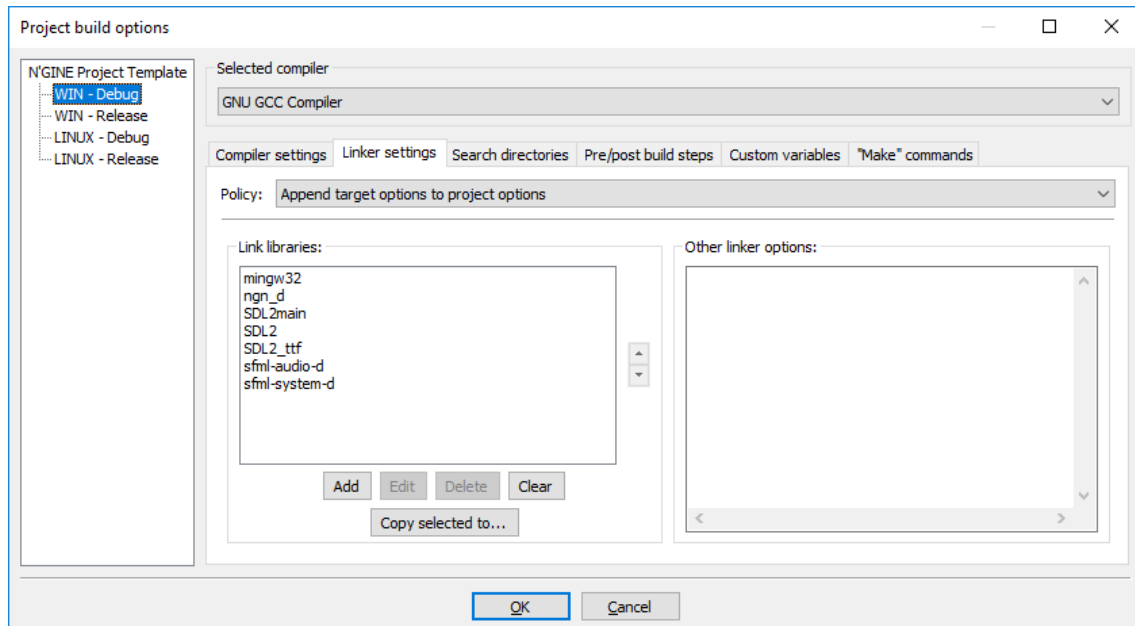 Project build options
N'GINE Project Template
WIN - Debug
WIN - Release
LINUX - Debug
LINUX - Release
Selected compiler
GNU GCC Compiler
Compiler settings Linker settings Search directories Pre/post build steps Custom variables "Make" commands
Policy: Append target options to project options
Link libraries:
mingw32
ngn_d
SDL2main
SDL2
SDL2_ttf
sfml-audio-d
sfml-system-d
Add Edit Delete Clear
Copy selected to...
Other linker options:
OK Cancel